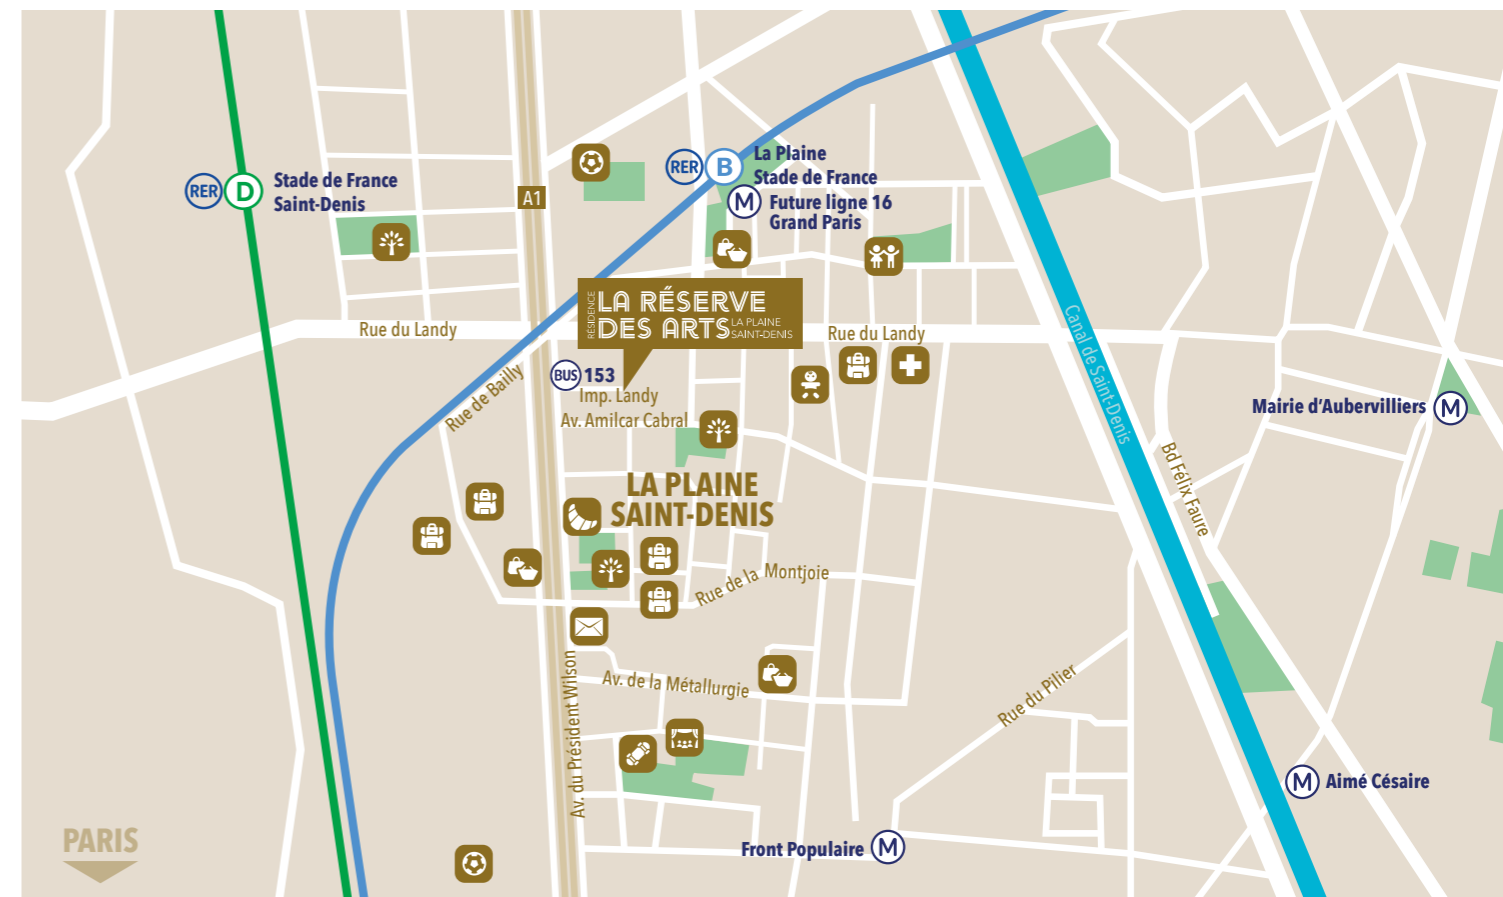 RER
D
Stade de France
Saint-Denis
A1
RER
B
La Plaine
Stade de France
M
Future ligne 16
Grand Paris
RÉSIDENCE
LA RÉSERVE
DES ARTS
LA PLAINE
SAINT-DENIS
Rue du Landy
Rue du Landy
Canal de Saint-Denis
Rue de Bailly
BUS 153
Imp. Landy
Av. Amilcar Cabral
Mairie d'Aubervilliers
M
Bd Félix Faure
LA PLAINE
SAINT-DENIS
Rue de la Montjoie
Av. du Président Wilson
Av. de la Métallurgie
Rue du Pilier
M
Aimé Césaire
PARIS
Front Populaire
M